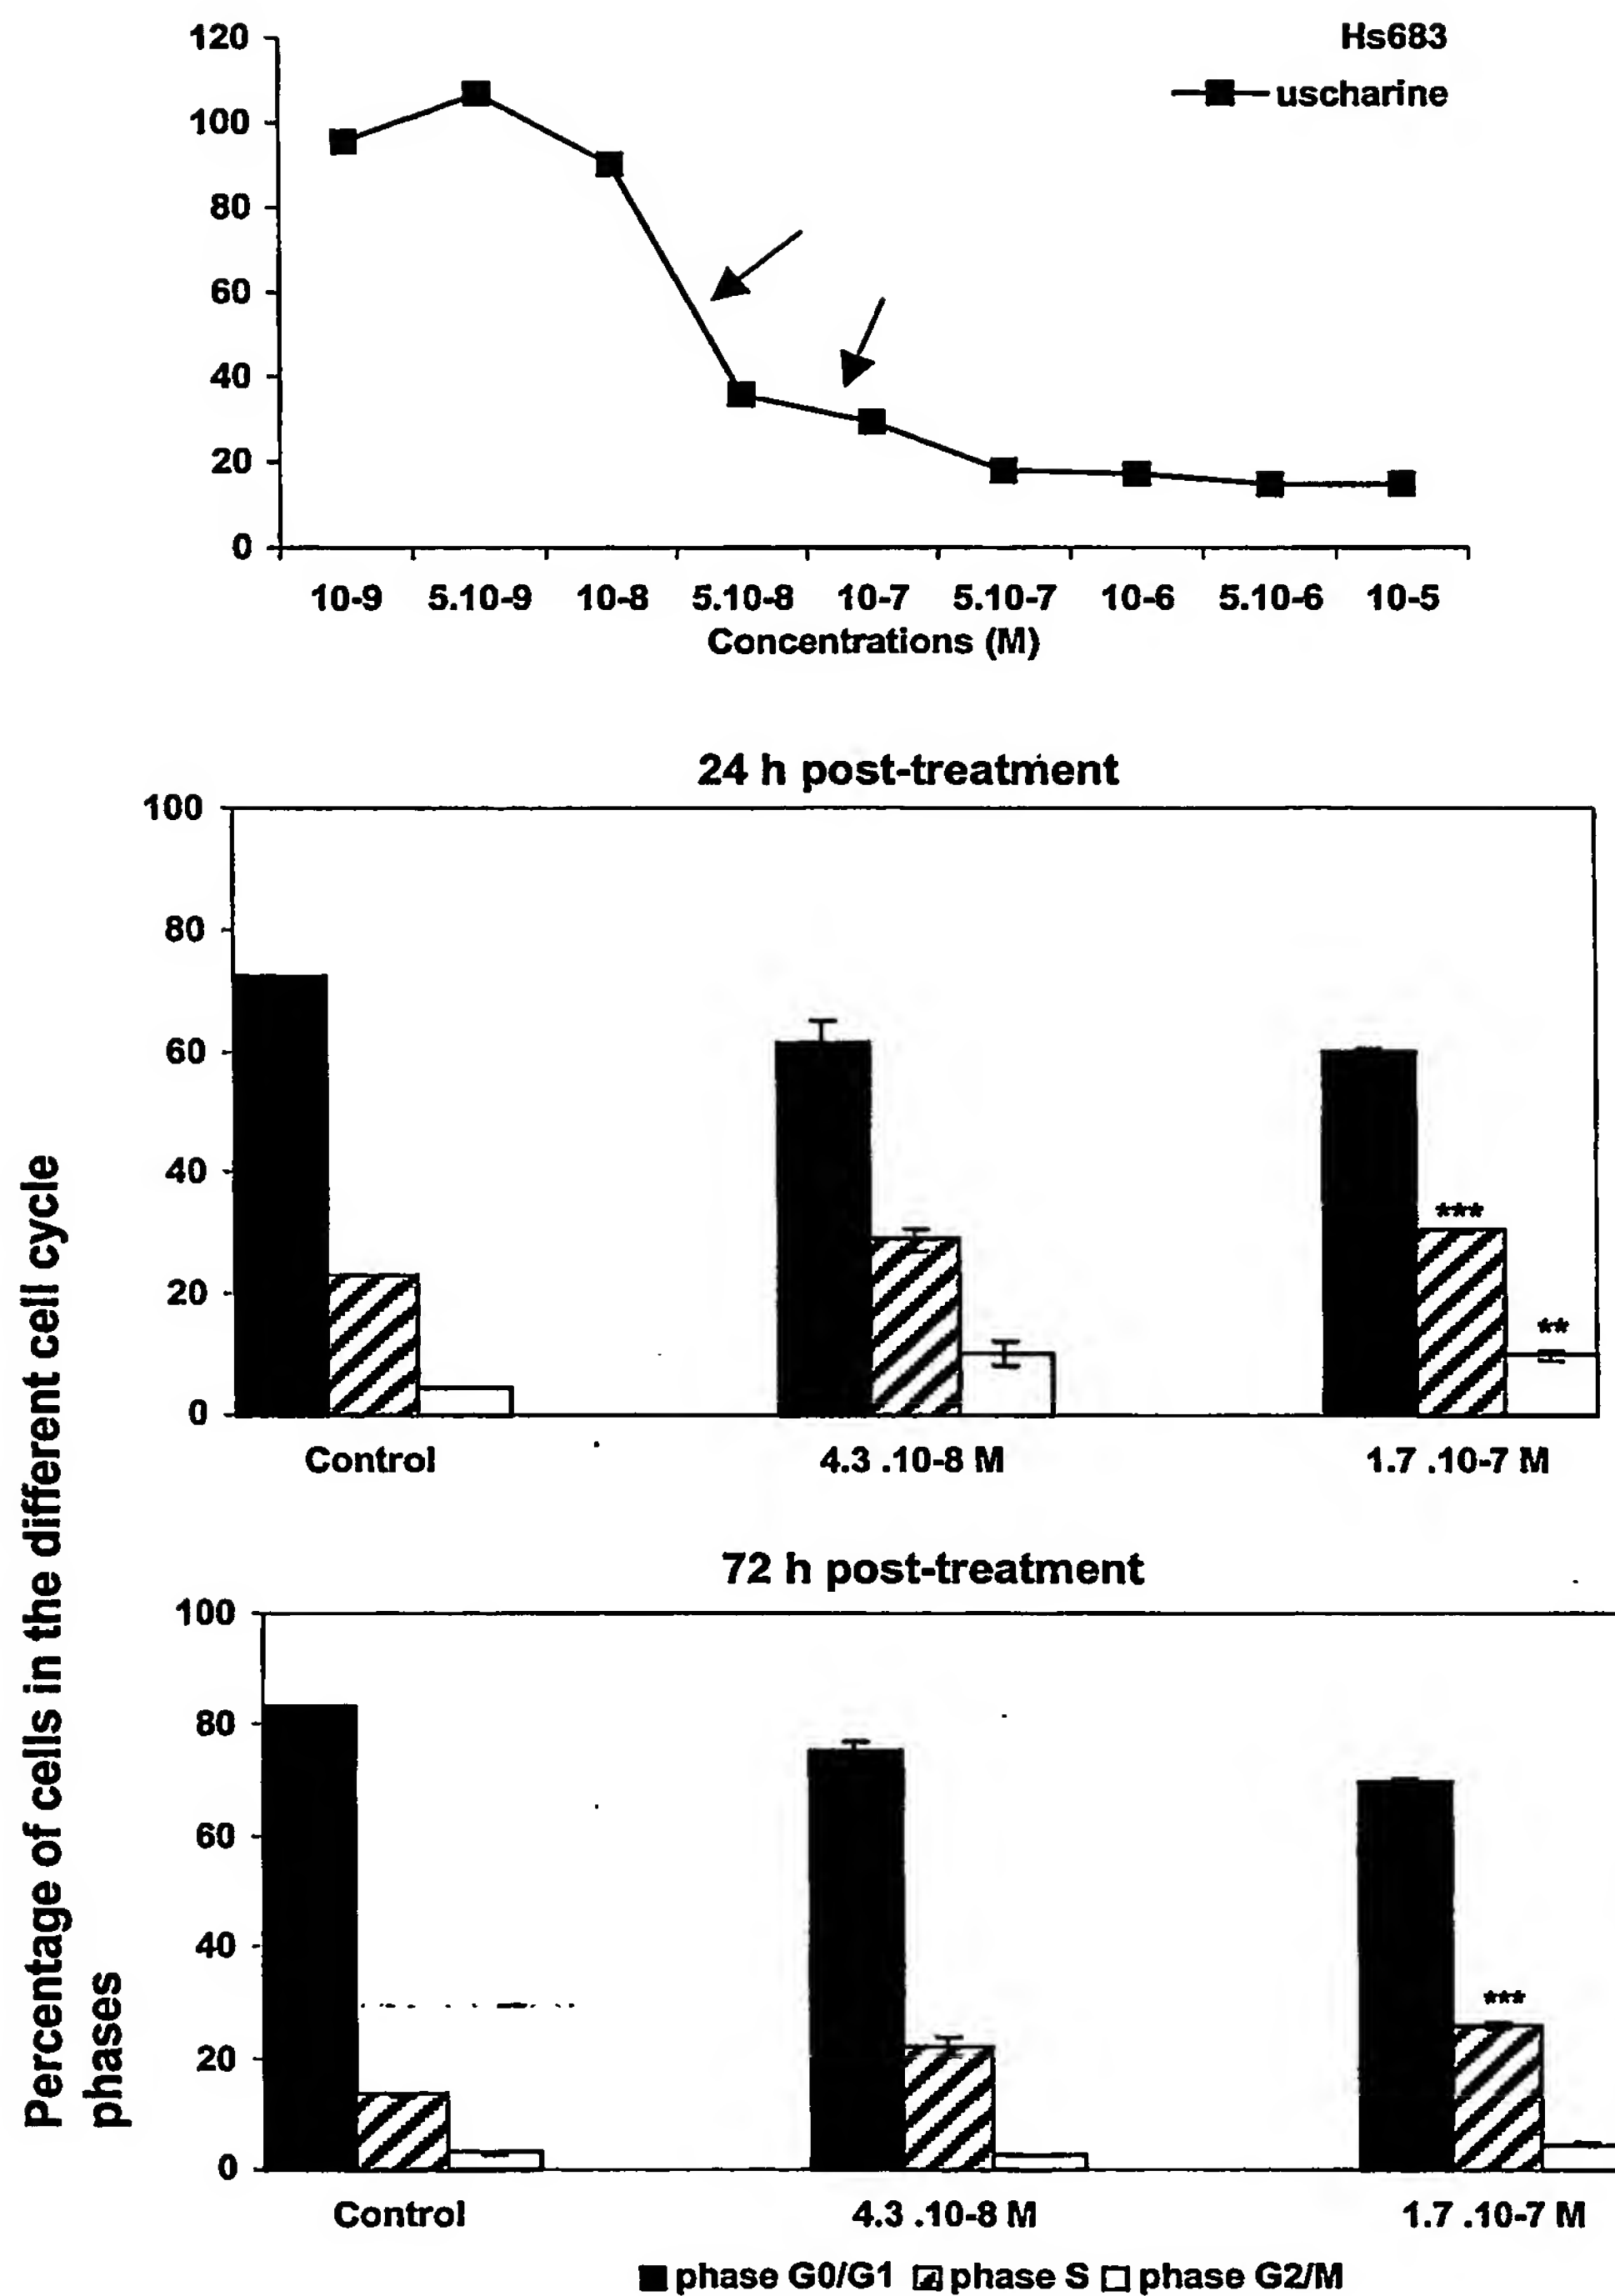 120
100
80
60
40
20
0
Hs683
uscharine
10-9 5.10-9 10-8 5.10-8 10-7 5.10-7 10-6 5.10-6 10-5
Concentrations (M)
24 h post-treatment
100
80
60
40
20
0
***
**
Control 4.3 .10-8 M 1.7 .10-7 M
72 h post-treatment
100
80
60
40
20
0
***
Control 4.3 .10-8 M 1.7 .10-7 M
Percentage of cells in the different cell cycle
phases
phase G0/G1 phase S phase G2/M